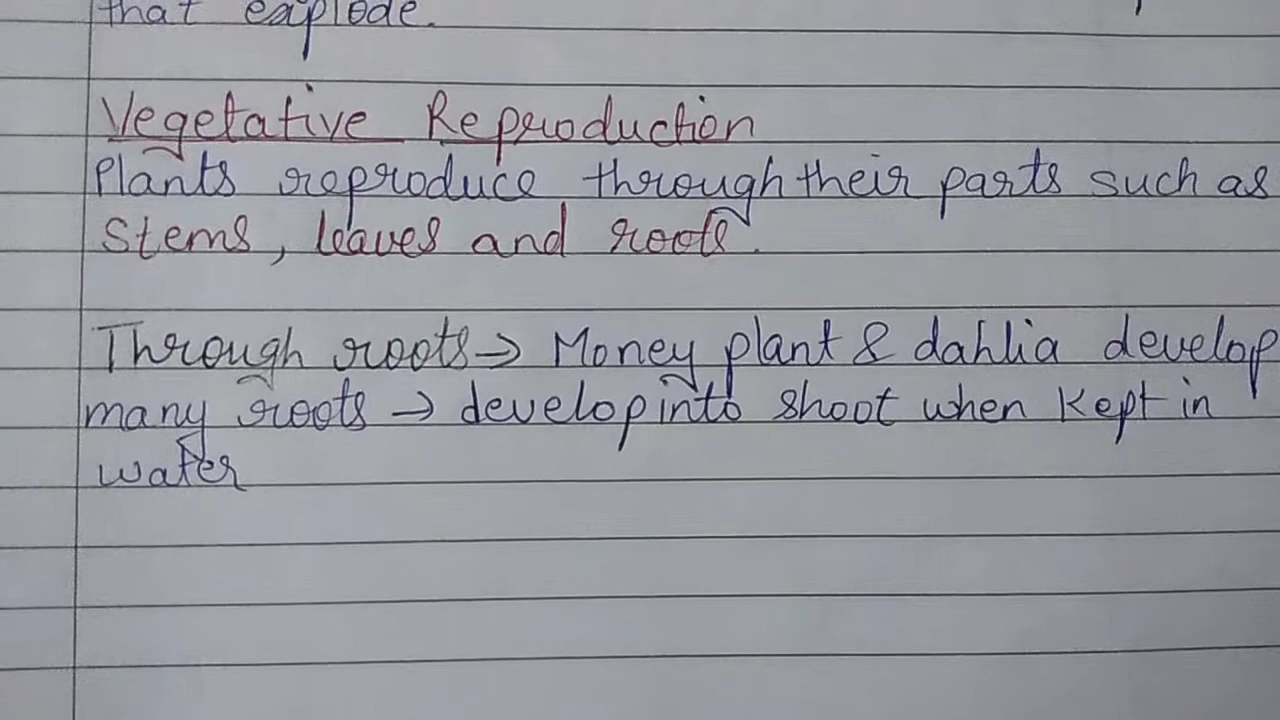 that explode.
Vegetative Reproduction
Plants reproduce through their parts such as
stems, leaves and roots.
Through roots → Money plant & dahlia develop
many roots → develop into shoot when kept in
water